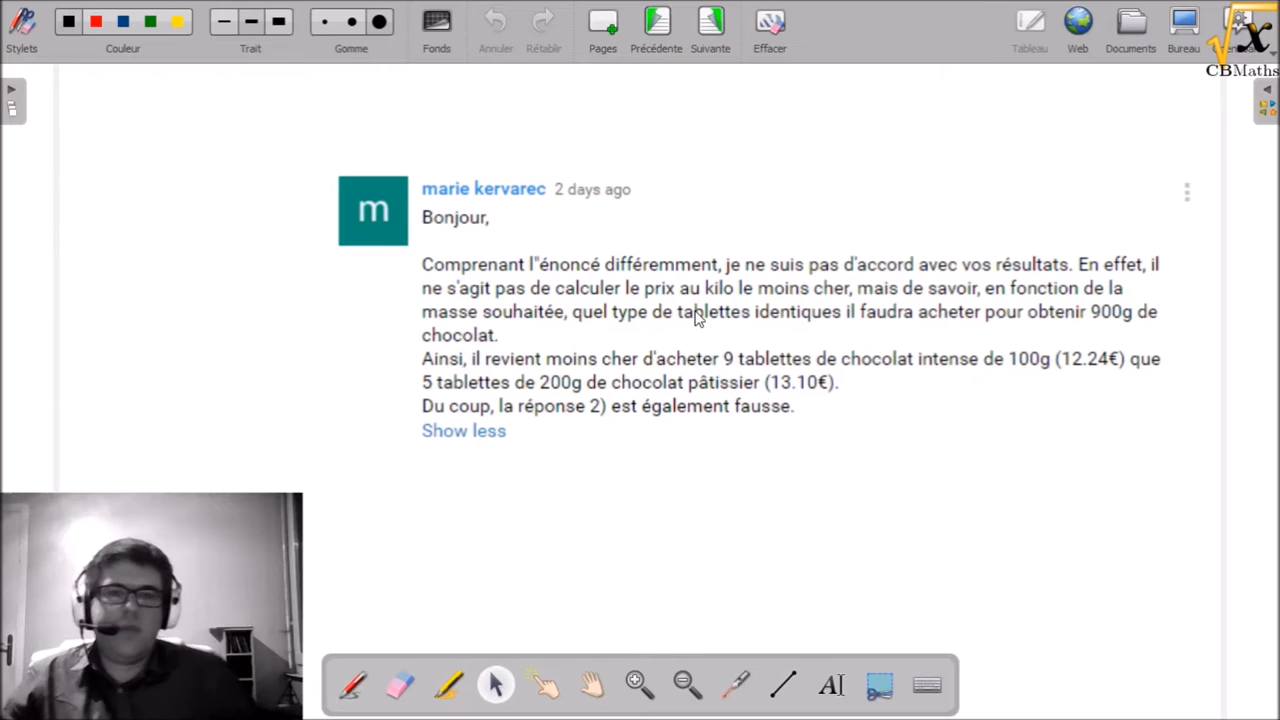 Stylets
Couleur
Trait
Gomme
Fonds
Annuler
Rétablir
Pages
Précédente
Suivante
Effacer
Tableau
Web
Documents
Bureau
CBMaths
m
marie kervarec 2 days ago
Bonjour,
Comprenant l"énoncé différemment, je ne suis pas d'accord avec vos résultats. En effet, il
ne s'agit pas de calculer le prix au kilo le moins cher, mais de savoir, en fonction de la
masse souhaitée, quel type de tablettes identiques il faudra acheter pour obtenir 900g de
chocolat.
Ainsi, il revient moins cher d'acheter 9 tablettes de chocolat intense de 100g (12.24€) que
5 tablettes de 200g de chocolat pâtissier (13.10€).
Du coup, la réponse 2) est également fausse.
Show less
AI